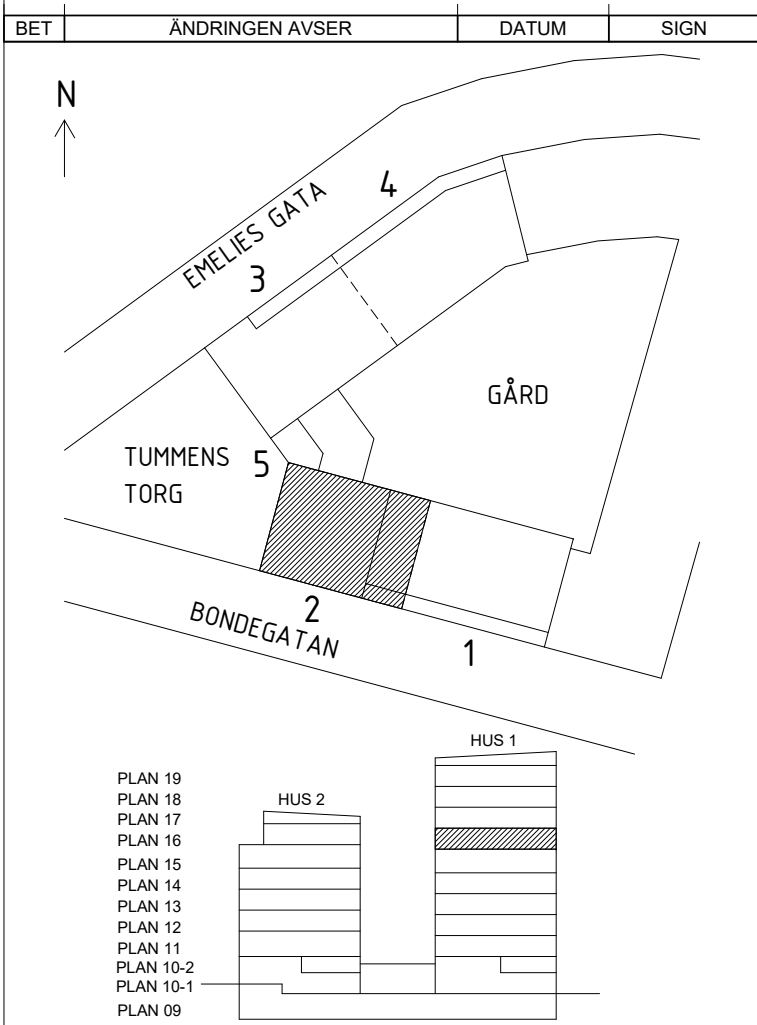 BET ÄNDRINGEN AVSER DATUM SIGN
N
4
EMELIES GATA
3
GÅRD
TUMMENS
TORG
5
2
BONDEGATAN
1
HUS 1
PLAN 19
PLAN 18
HUS 2
PLAN 17
PLAN 16
PLAN 15
PLAN 14
PLAN 13
PLAN 12
PLAN 11
PLAN 10-2
PLAN 10-1
PLAN 09